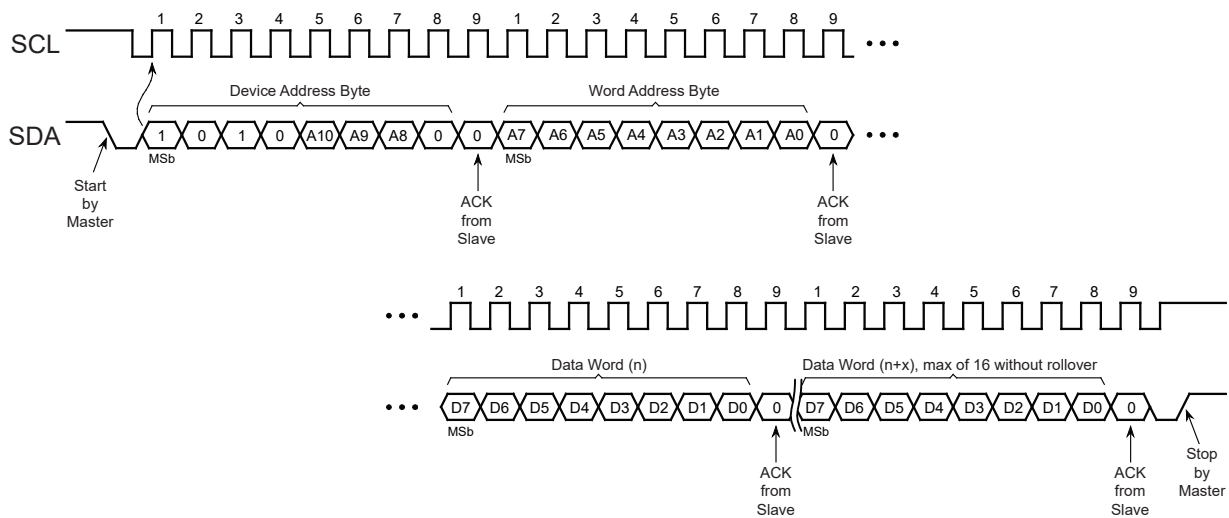 1 2 3 4 5 6 7 8 9 1 2 3 4 5 6 7 8 9
SCL
Device Address Byte Word Address Byte
SDA 1 0 1 0 A10 A9 A8 0 0 A7 A6 A5 A4 A3 A2 A1 A0 0
MSb MSb
Start
by
Master
ACK
from
Slave
ACK
from
Slave
1 2 3 4 5 6 7 8 9 1 2 3 4 5 6 7 8 9
Data Word (n) Data Word (n+x), max of 16 without rollover
D7 D6 D5 D4 D3 D2 D1 D0 0 D7 D6 D5 D4 D3 D2 D1 D0 0
MSb MSb
ACK
from
Slave
ACK
from
Slave
Stop
by
Master